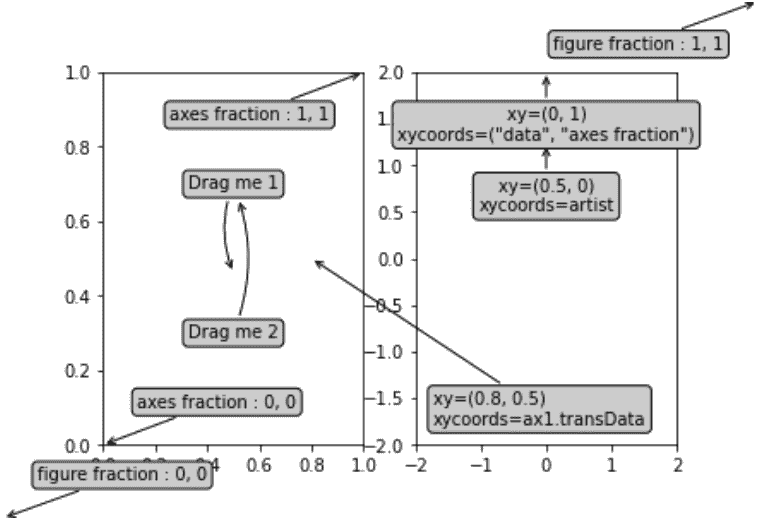 figure fraction : 1, 1
1.0
axes fraction : 1, 1
0.8
Drag me 1
0.6
0.4
Drag me 2
0.2
axes fraction : 0, 0
0.0
0.6
0.8
1.0
figure fraction : 0, 0
2.0
xy=(0, 1)
xycoords=("data", "axes fraction")
1.0
xy=(0.5, 0)
xycoords=artist
0.5
0.0
−0.5
−1.0
xy=(0.8, 0.5)
xycoords=ax1.transData
−1.5
−2.0
−2
−1
0
1
2